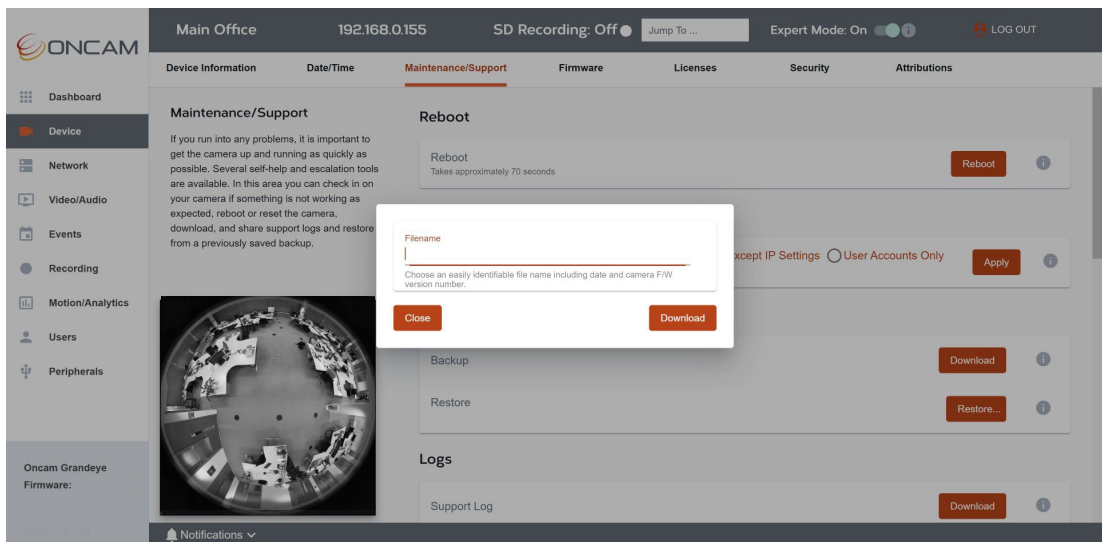 ONCAM
Main Office
192.168.0.155
SD Recording: Off
Jump To ...
Expert Mode: On
LOG OUT
Device Information
Date/Time
Maintenance/Support
Firmware
Licenses
Security
Attributions
Dashboard
Device
Network
Video/Audio
Events
Recording
Motion/Analytics
Users
Peripherals
Oncam Grandeye
Firmware:
Maintenance/Support
If you run into any problems, it is important to
get the camera up and running as quickly as
possible. Several self-help and escalation tools
are available. In this area you can check in on
your camera if something is not working as
expected, reboot or reset the camera,
download, and share support logs and restore
from a previously saved backup.
Reboot
Reboot
Takes approximately 70 seconds
Reboot
Filename
Choose an easily identifiable file name including date and camera F/W
version number.
Close
Download
xcept IP Settings
User Accounts Only
Apply
Backup
Download
Restore
Restore...
Logs
Support Log
Download
Notifications